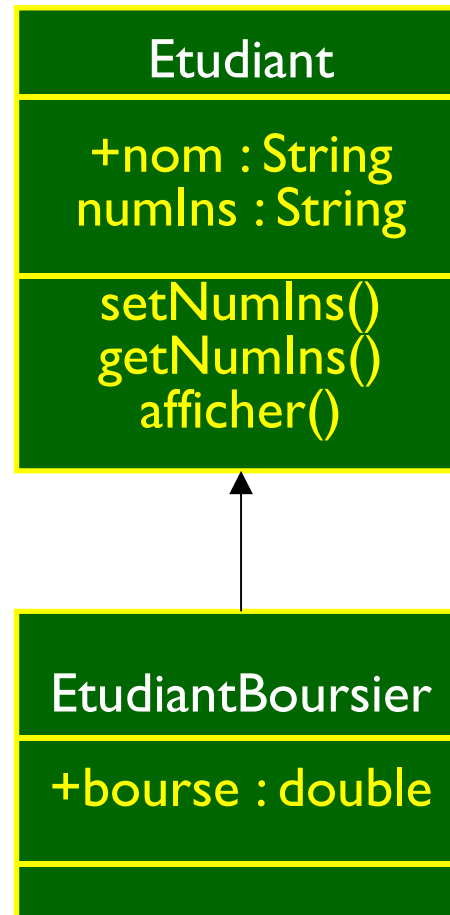 Etudiant
+nom : String
numIns : String
setNumIns()
getNumIns()
afficher()
EtudiantBoursier
+bourse : double